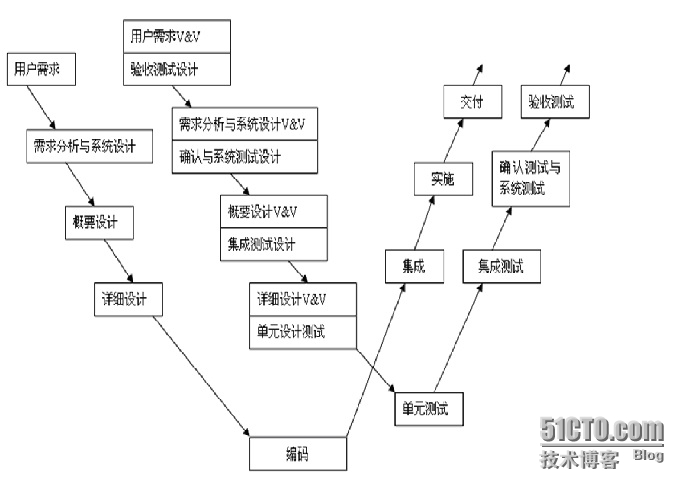 用户需求
需求分析与系统设计
概要设计
详细设计
编码
集成
实施
交付
用户需求V&V
验收测试设计
需求分析与系统设计V&V
确认与系统测试设计
概要设计V&V
集成测试设计
详细设计V&V
单元设计测试
单元测试
集成测试
确认测试与
系统测试
验收测试
51CTO.com
技术博客 Blog